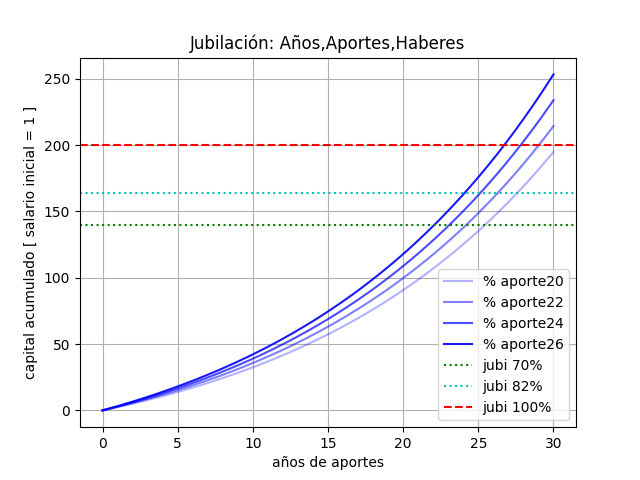 Jubilación: Años,Aportes,Haberes
capital acumulado [ salario inicial = 1 ]
250
200
150
100
50
0
% aporte20
% aporte22
% aporte24
% aporte26
jubi 70%
jubi 82%
jubi 100%
0 5 10 15 20 25 30
años de aportes